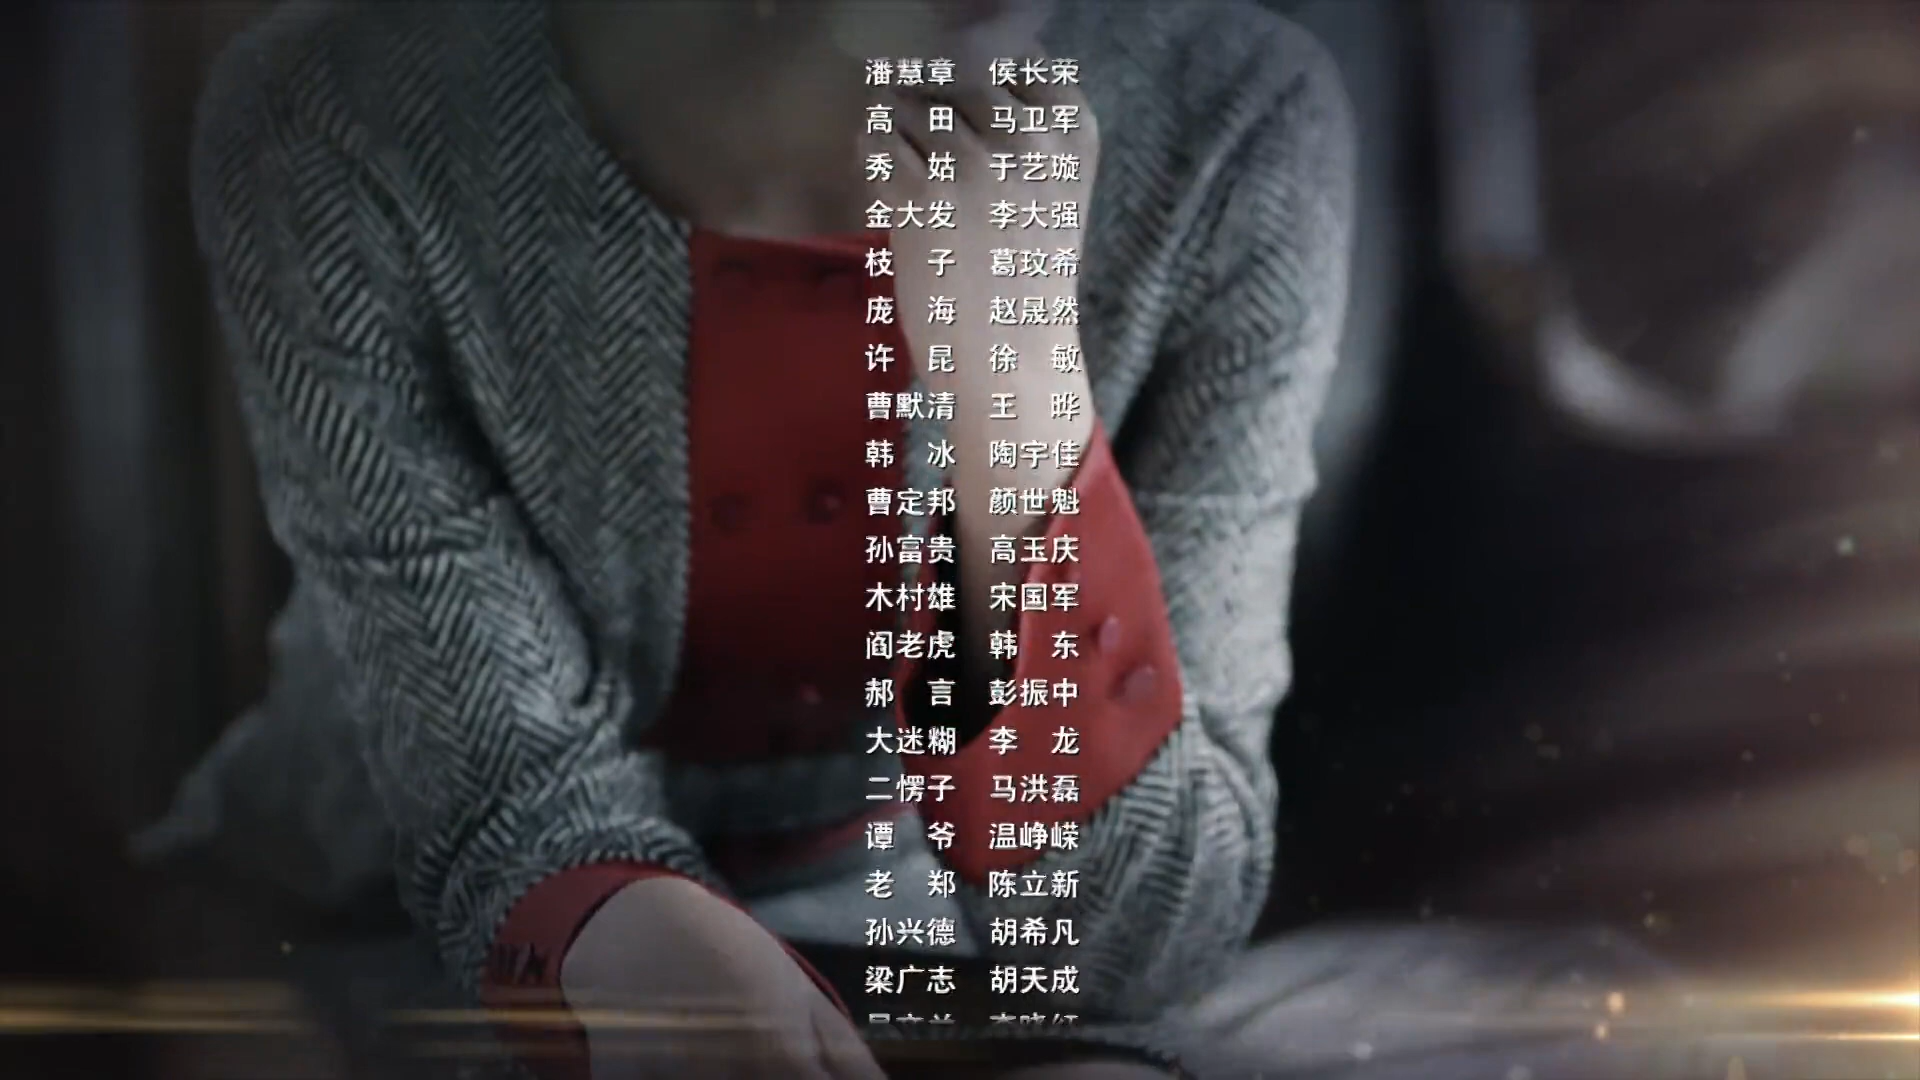 潘慧章 侯长荣
高 田 马卫军
秀 姑 于艺璇
金大发 李大强
枝 子 葛玟希
庞 海 赵晟然
许 昆 徐 敏
曹默清 王 晔
韩 冰 陶宇佳
曹定邦 颜世魁
孙富贵 高玉庆
木村雄 宋国军
阎老虎 韩 东
郝 言 彭振中
大迷糊 李 龙
二愣子 马洪磊
谭 爷 温峥嵘
老 郑 陈立新
孙兴德 胡希凡
梁广志 胡天成